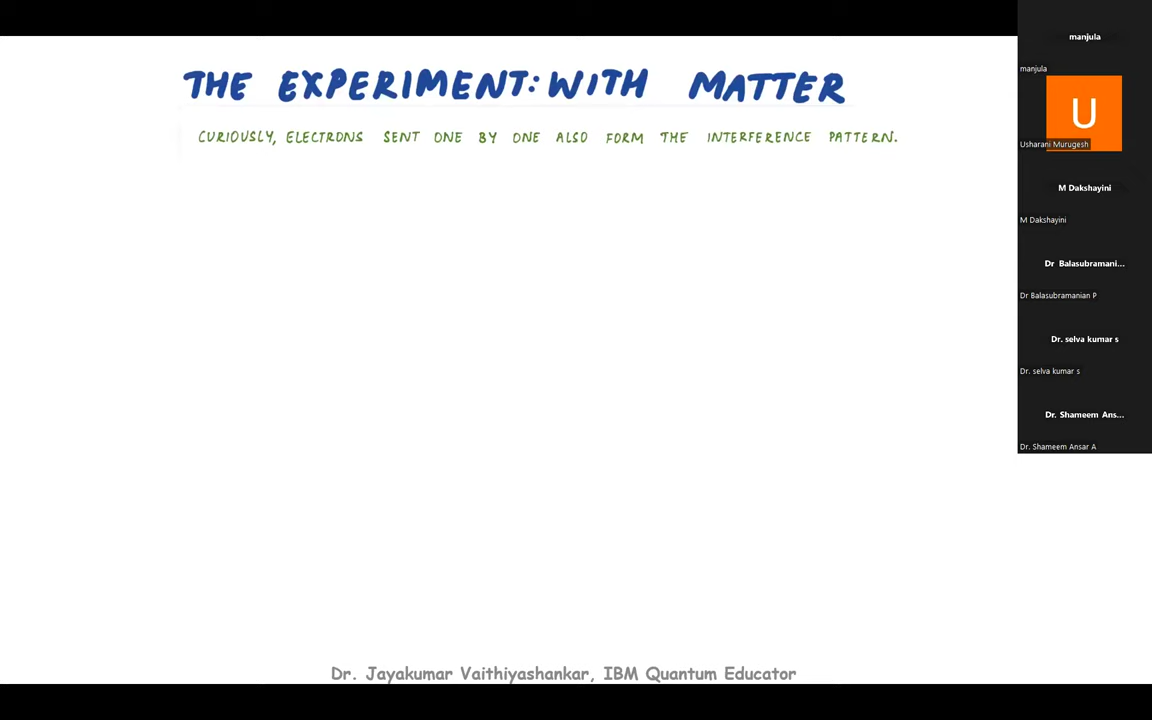 THE EXPERIMENT: WITH MATTER
CURIOUSLY, ELECTRONS SENT ONE BY ONE ALSO FORM THE INTERFERENCE PATTERN.
Dr. Jayakumar Vaithiyashankar, IBM Quantum Educator
manjula
manjula
U
Usharani Murugesh
M Dakshayini
M Dakshayini
Dr Balasubramani...
Dr Balasubramanian P
Dr. selva kumar s
Dr. selva kumar s
Dr. Shameem Ans...
Dr. Shameem Ansar A